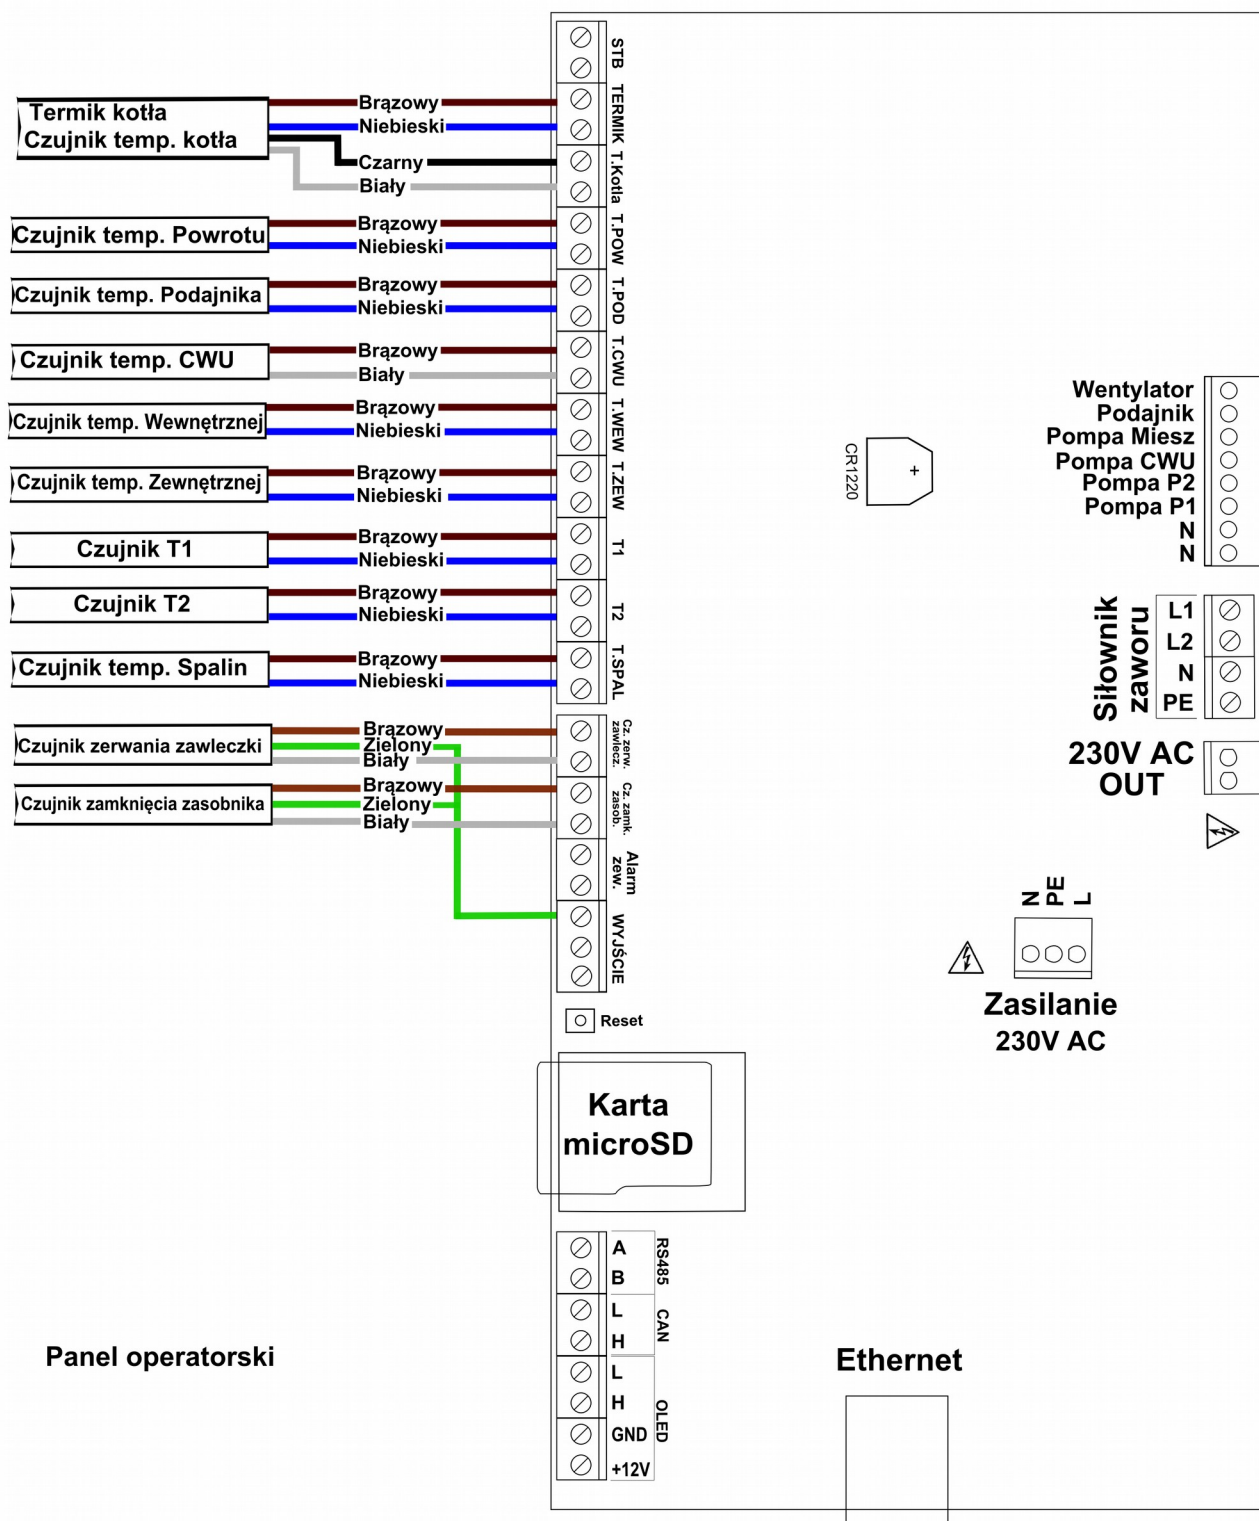 STB
Termik kotła
Czujnik temp. kotła
Brązowy
Niebieski
Czarny
Biały
TERMIK
T.Kotla
Czujnik temp. Powrotu
Brązowy
Niebieski
T.POW
Czujnik temp. Podajnika
Brązowy
Niebieski
T.POD
Czujnik temp. CWU
Brązowy
Biały
T.CWU
Czujnik temp. Wewnętrznej
Brązowy
Niebieski
T.WEW
Czujnik temp. Zewnętrznej
Brązowy
Niebieski
T.ZEW
Czujnik T1
Brązowy
Niebieski
T1
Czujnik T2
Brązowy
Niebieski
T2
Czujnik temp. Spalin
Brązowy
Niebieski
T.SPAL
Czujnik zerwania zawleczki
Brązowy
Zielony
Biały
Cz. zerw.
zawlecz.
Czujnik zamknięcia zasobnika
Brązowy
Zielony
Biały
Cz. zamk.
zasob.
Alarm
zew.
WYJŚCIE
Reset
Karta
microSD
A
B
RS485
L
H
CAN
L
H
GND
+12V
OLED
Panel operatorski
CR1220
+
Wentylator
Podajnik
Pompa Miesz
Pompa CWU
Pompa P2
Pompa P1
N
N
Siłownik
zaworu
L1
L2
N
PE
230V AC
OUT
N
PE
L
Zasilanie
230V AC
Ethernet